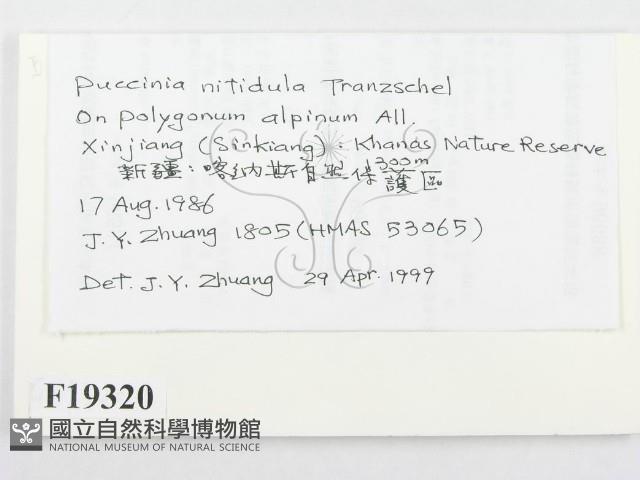 Puccinia nitidula Tranzschel
On Polygonum alpinum All.
Xinjiang (Sinkiang): Khanas Nature Reserve
1300m
新疆:喀納斯自然保護區
17 Aug. 1986
J. Y. Zhuang 1805 (HMAS 53065)
Det. J. Y. Zhuang 29 Apr. 1999
F19320
國立自然科學博物館
NATIONAL MUSEUM OF NATURAL SCIENCE